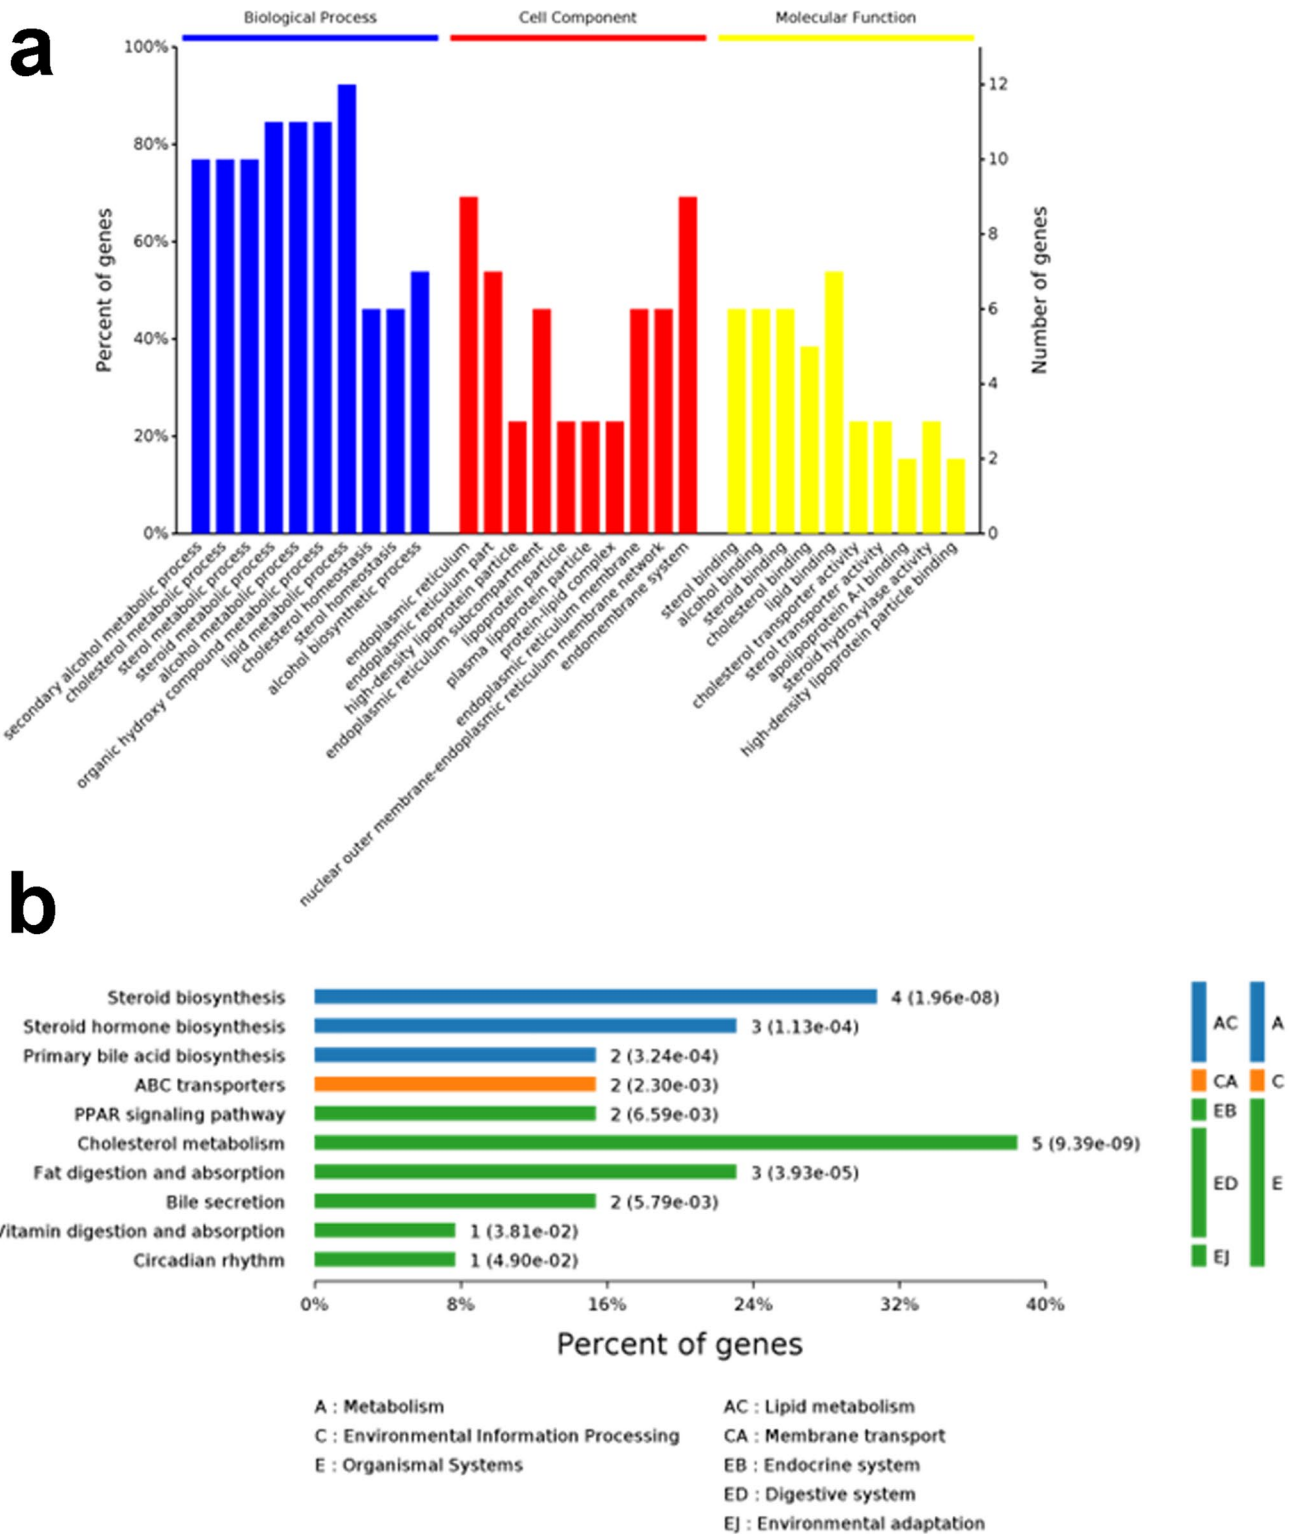 a
Biological Process
Cell Component
Molecular Function
100%
80%
60%
40%
20%
0%
Percent of genes
12
10
8
6
4
2
0
Number of genes
secondary alcohol metabolic process
cholesterol metabolic process
sterol metabolic process
steroid metabolic process
alcohol metabolic process
organic hydroxy compound metabolic process
lipid metabolic process
cholesterol homeostasis
sterol homeostasis
alcohol biosynthetic process
endoplasmic reticulum
endoplasmic reticulum part
high-density lipoprotein particle
endoplasmic reticulum subcompartment
lipoprotein particle
plasma lipoprotein particle
protein-lipid complex
endoplasmic reticulum membrane
nuclear outer membrane-endoplasmic reticulum membrane network
endomembrane system
sterol binding
alcohol binding
steroid binding
cholesterol binding
lipid binding
cholesterol transporter activity
sterol transporter activity
apolipoprotein A-I binding
steroid hydroxylase activity
high-density lipoprotein particle binding
b
Steroid biosynthesis 4 (1.96e-08)
Steroid hormone biosynthesis 3 (1.13e-04)
Primary bile acid biosynthesis 2 (3.24e-04)
ABC transporters 2 (2.30e-03)
PPAR signaling pathway 2 (6.59e-03)
Cholesterol metabolism 5 (9.39e-09)
Fat digestion and absorption 3 (3.93e-05)
Bile secretion 2 (5.79e-03)
Vitamin digestion and absorption 1 (3.81e-02)
Circadian rhythm 1 (4.90e-02)
AC A
CA C
EB
ED E
EJ
0% 8% 16% 24% 32% 40%
Percent of genes
A : Metabolism
C : Environmental Information Processing
E : Organismal Systems
AC : Lipid metabolism
CA : Membrane transport
EB : Endocrine system
ED : Digestive system
EJ : Environmental adaptation